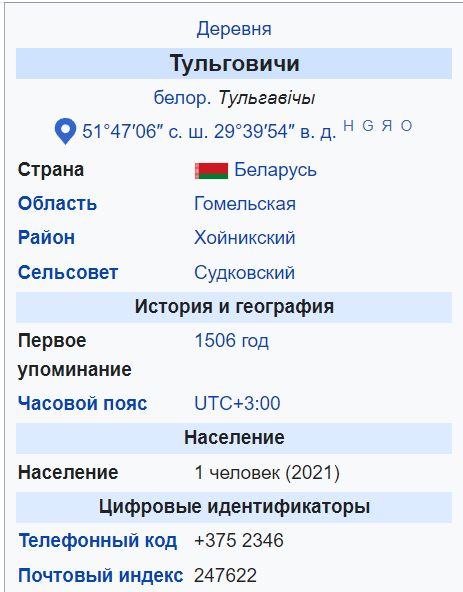 Деревня
Тульговичи
белор. Тульгавічы
51°47′06″ с. ш. 29°39′54″ в. д. H G Я O
Страна Беларусь
Область Гомельская
Район Хойникский
Сельсовет Судковский
История и география
Первое 1506 год
упоминание
Часовой пояс UTC+3:00
Население
Население 1 человек (2021)
Цифровые идентификаторы
Телефонный код +375 2346
Почтовый индекс 247622